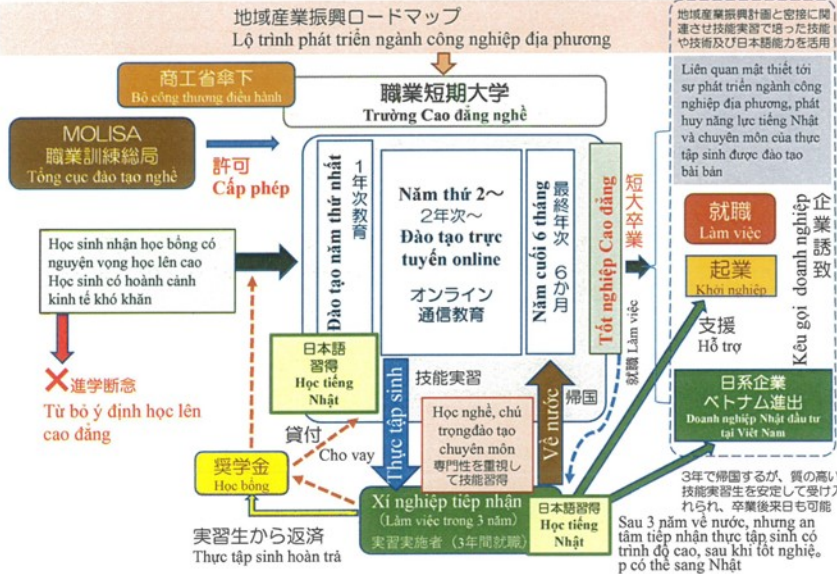 地域産業振興ロードマップ
Lộ trình phát triển ngành công nghiệp địa phương
地域産業振興計画と密接に関
連させ技能実習で培った技能
や技術及び日本語能力を活用
商工省傘下
Bộ công thương điều hành
職業短期大学
Trường Cao đẳng nghề
Liên quan mật thiết tới
sự phát triển ngành công
nghiệp địa phương, phát
huy năng lực tiếng Nhật
và chuyên môn của thực
tập sinh được đào tạo
bài bản
MOLISA
職業訓練総局
Tổng cục đào tạo nghề
許可
Cấp phép
Đào tạo năm thứ nhất
1年次教育
Năm thứ 2～
2年次～
Đào tạo trực
tuyến online
オンライン
通信教育
Năm cuối 6 tháng
最終年次 6か月
Tốt nghiệp Cao đẳng
短大卒業
就職 Làm việc
就職
Làm việc
起業
Khởi nghiệp
企業誘致
Kêu gọi doanh nghiệp
支援
Hỗ trợ
日系企業
ベトナム進出
Doanh nghiệp Nhật đầu tư
tại Việt Nam
Học sinh nhận học bổng có
nguyện vọng học lên cao
Học sinh có hoành cảnh
kinh tế khó khăn
進学断念
Từ bỏ ý định học lên
cao đẳng
日本語
習得
Học tiếng
Nhật
技能実習
Thực tập sinh
帰国
Về nước
Học nghề, chú
trọngđào tạo
chuyên môn
専門性を重視し
て技能習得
貸付
Cho vay
奨学金
Học bổng
実習生から返済
Thực tập sinh hoàn trả
Xí nghiệp tiếp nhận
(Làm việc trong 3 năm)
実習実施者（3年間就職）
日本語習得
Học tiếng
Nhật
3年で帰国するが、質の高い
技能実習生を安定して受け入
れられ、卒業後来日も可能
Sau 3 năm về nước, nhưng an
tâm tiếp nhận thực tập sinh có
trình độ cao, sau khi tốt nghiệ.
p có thể sang Nhật